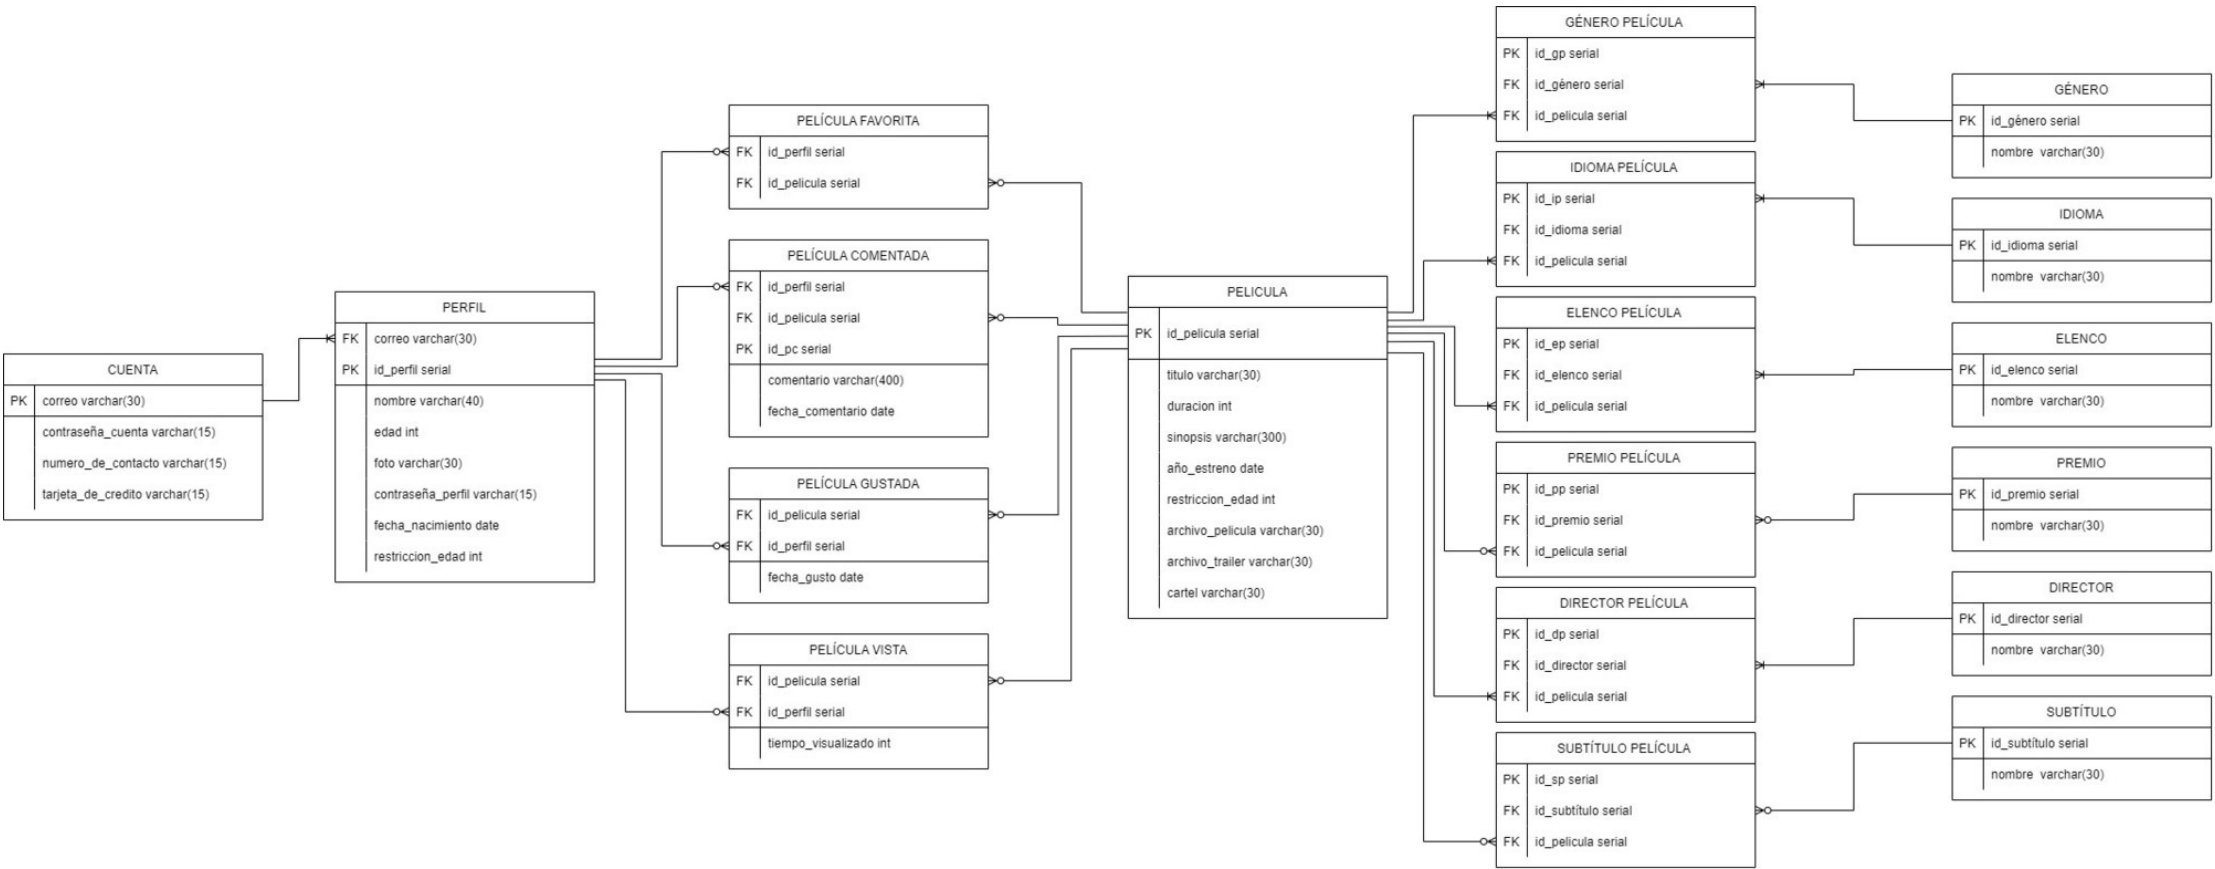 CUENTA
PK correo varchar(30)
contraseña_cuenta varchar(15)
numero_de_contacto varchar(15)
tarjeta_de_credito varchar(15)
PERFIL
FK correo varchar(30)
PK id_perfil serial
nombre varchar(40)
edad int
foto varchar(30)
contraseña_perfil varchar(15)
fecha_nacimiento date
restriccion_edad int
PELÍCULA FAVORITA
FK id_perfil serial
FK id_pelicula serial
PELÍCULA COMENTADA
FK id_perfil serial
FK id_pelicula serial
PK id_pc serial
comentario varchar(400)
fecha_comentario date
PELÍCULA GUSTADA
FK id_pelicula serial
FK id_perfil serial
fecha_gusto date
PELÍCULA VISTA
FK id_pelicula serial
FK id_perfil serial
tiempo_visualizado int
PELICULA
PK id_pelicula serial
titulo varchar(30)
duracion int
sinopsis varchar(300)
año_estreno date
restriccion_edad int
archivo_pelicula varchar(30)
archivo_trailer varchar(30)
cartel varchar(30)
GÉNERO PELÍCULA
PK id_gp serial
FK id_género serial
FK id_pelicula serial
IDIOMA PELÍCULA
PK id_ip serial
FK id_idioma serial
FK id_pelicula serial
ELENCO PELÍCULA
PK id_ep serial
FK id_elenco serial
FK id_pelicula serial
PREMIO PELÍCULA
PK id_pp serial
FK id_premio serial
FK id_pelicula serial
DIRECTOR PELÍCULA
PK id_dp serial
FK id_director serial
FK id_pelicula serial
SUBTÍTULO PELÍCULA
PK id_sp serial
FK id_subtítulo serial
FK id_pelicula serial
GÉNERO
PK id_género serial
nombre varchar(30)
IDIOMA
PK id_idioma serial
nombre varchar(30)
ELENCO
PK id_elenco serial
nombre varchar(30)
PREMIO
PK id_premio serial
nombre varchar(30)
DIRECTOR
PK id_director serial
nombre varchar(30)
SUBTÍTULO
PK id_subtítulo serial
nombre varchar(30)